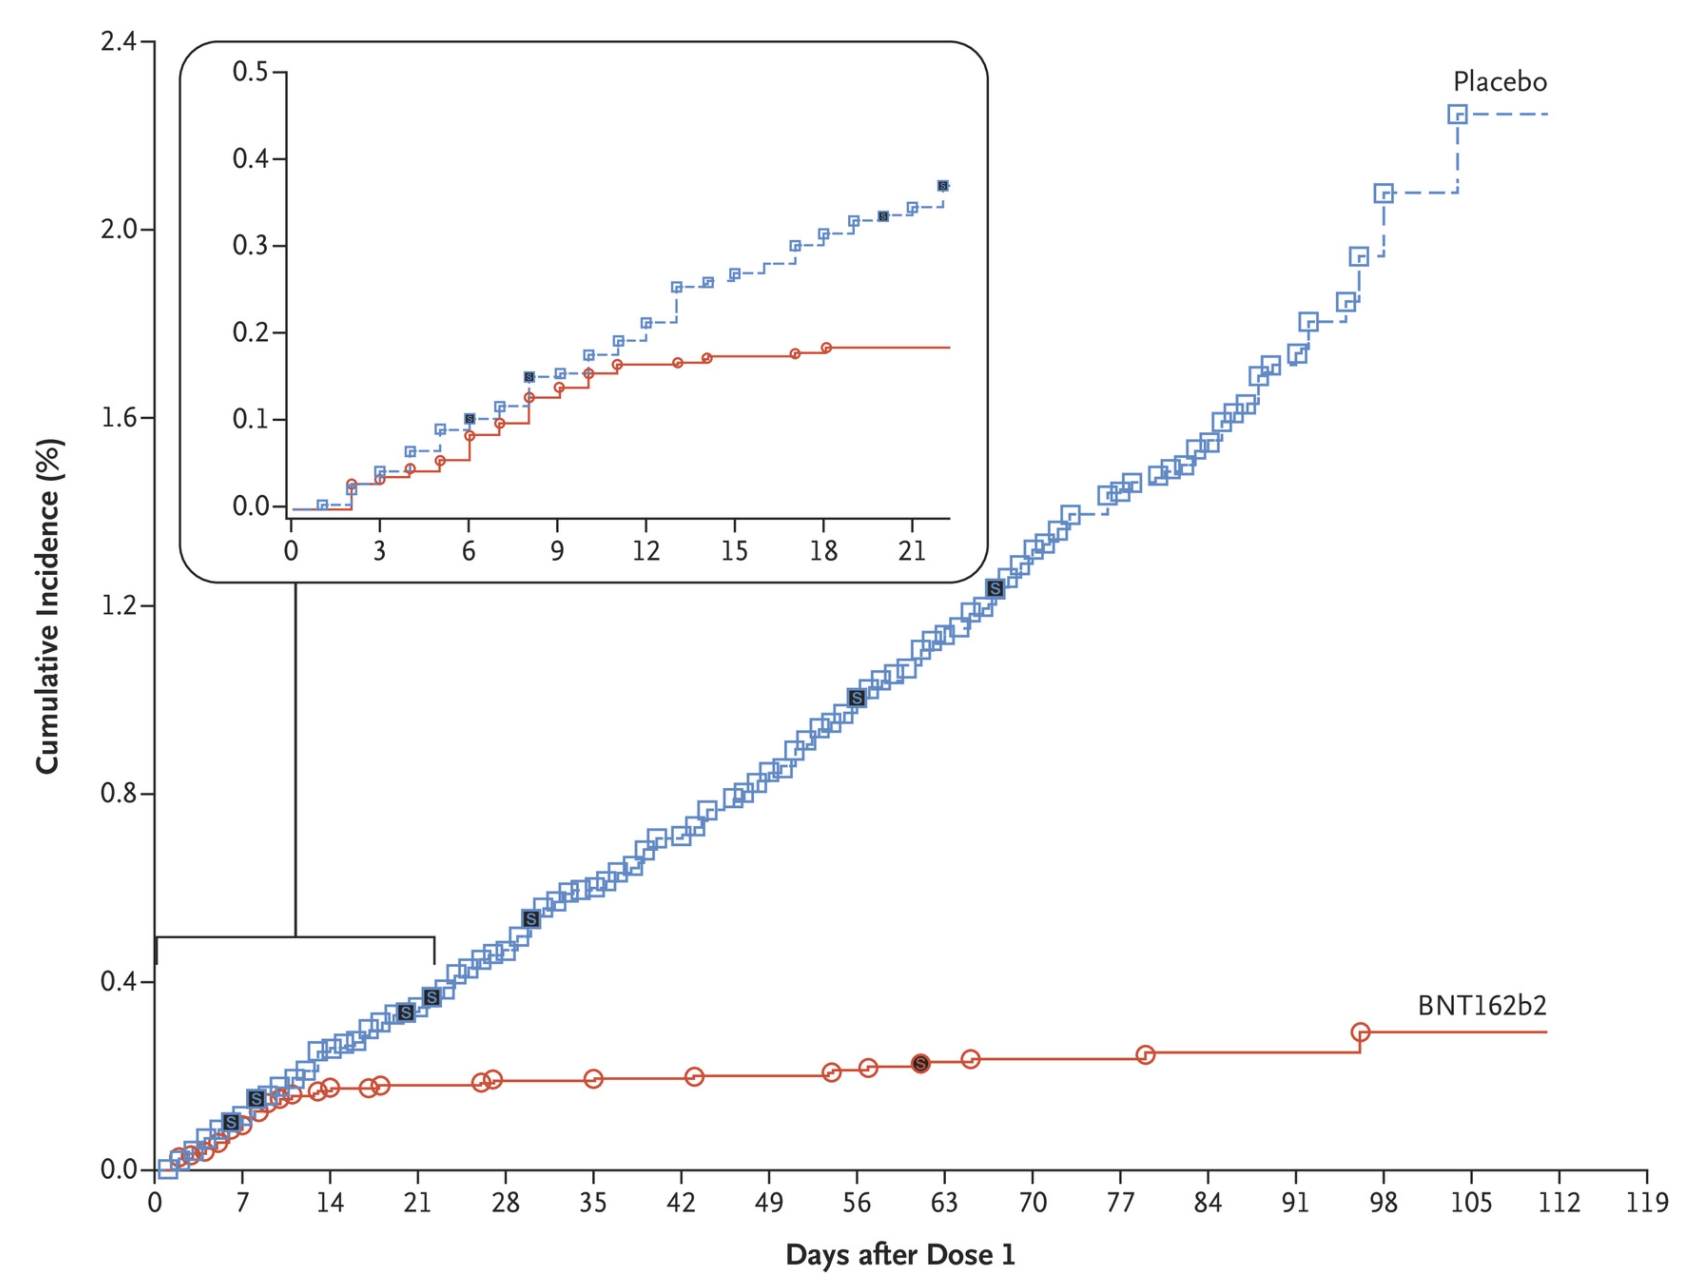 2.4
2.0
1.6
1.2
0.8
0.4
0.0
Cumulative Incidence (%)
0.5
0.4
0.3
0.2
0.1
0.0
0 3 6 9 12 15 18 21
S S S S
Placebo
BNT162b2
S S S S S S S S
0 7 14 21 28 35 42 49 56 63 70 77 84 91 98 105 112 119
Days after Dose 1